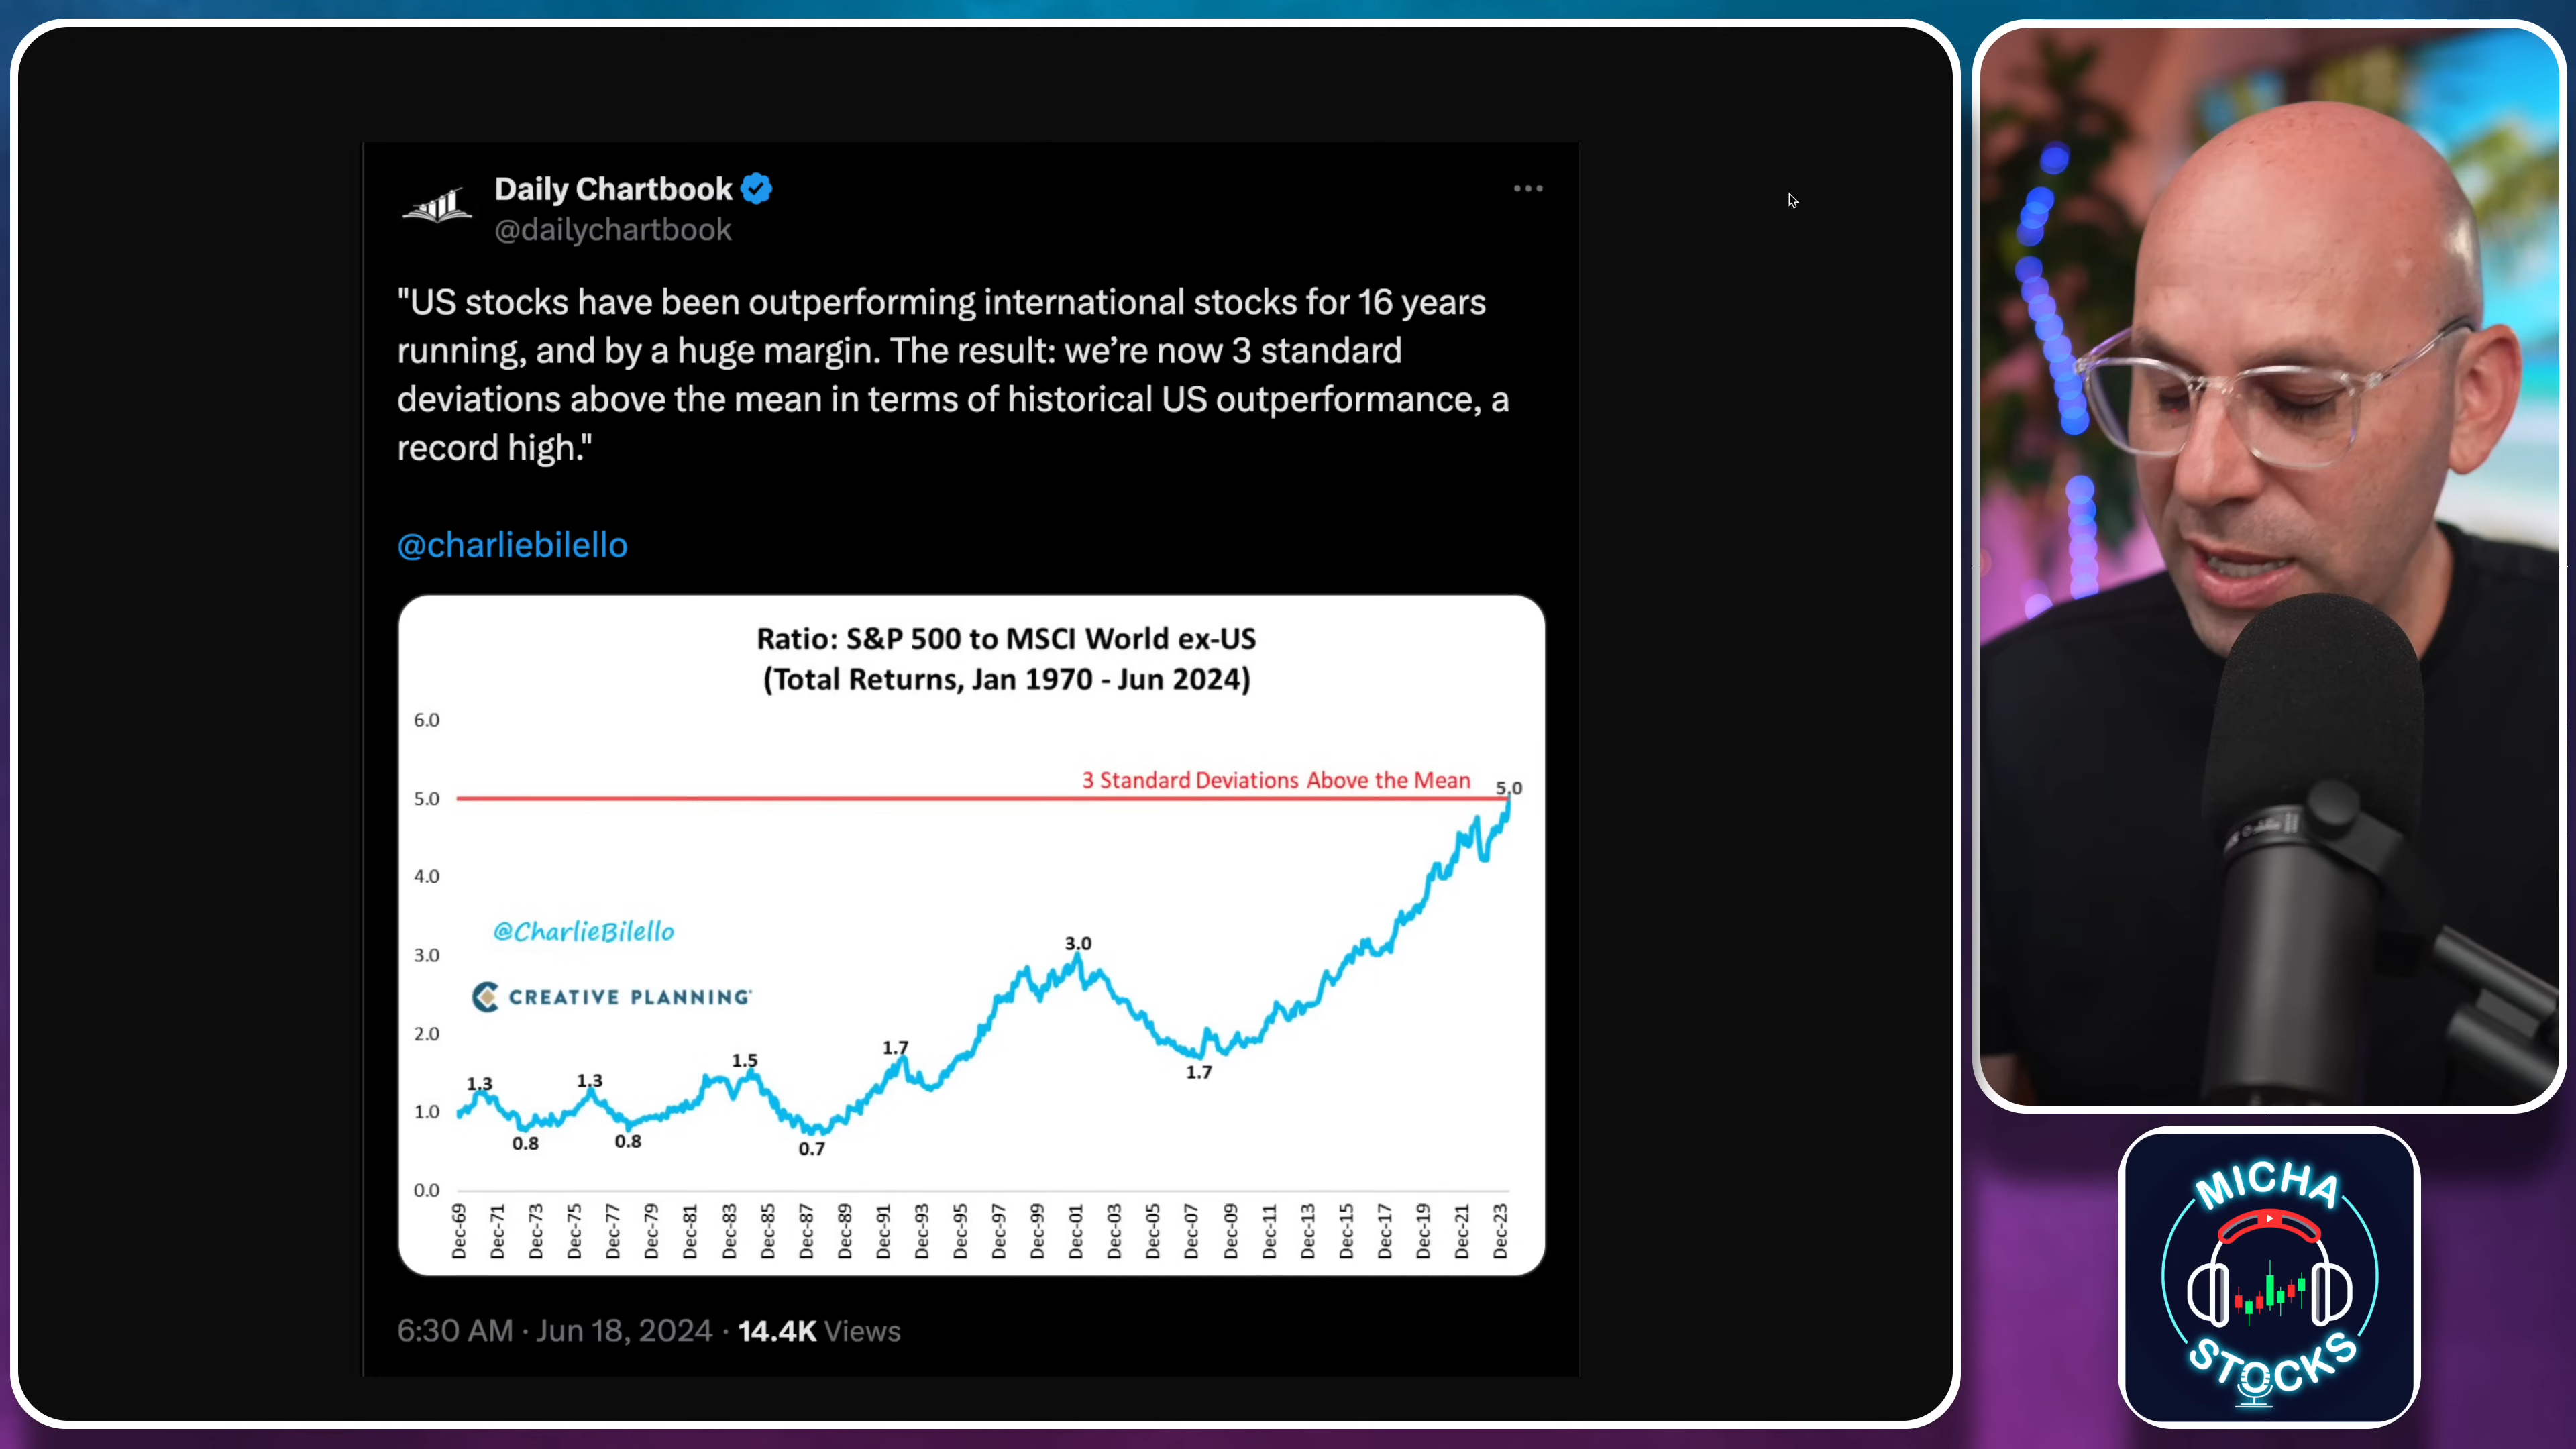 Daily Chartbook
@dailychartbook
"US stocks have been outperforming international stocks for 16 years
running, and by a huge margin. The result: we’re now 3 standard
deviations above the mean in terms of historical US outperformance, a
record high."
@charliebilello
Ratio: S&P 500 to MSCI World ex-US
(Total Returns, Jan 1970 - Jun 2024)
6.0
5.0
4.0
3.0
2.0
1.0
0.0
3 Standard Deviations Above the Mean
5.0
@CharlieBilello
CREATIVE PLANNING
1.3
0.8
1.3
0.8
1.5
0.7
1.7
3.0
1.7
Dec-69
Dec-71
Dec-73
Dec-75
Dec-77
Dec-79
Dec-81
Dec-83
Dec-85
Dec-87
Dec-89
Dec-91
Dec-93
Dec-95
Dec-97
Dec-99
Dec-01
Dec-03
Dec-05
Dec-07
Dec-09
Dec-11
Dec-13
Dec-15
Dec-17
Dec-19
Dec-21
Dec-23
6:30 AM · Jun 18, 2024 · 14.4K Views
MICHA
STOCKS